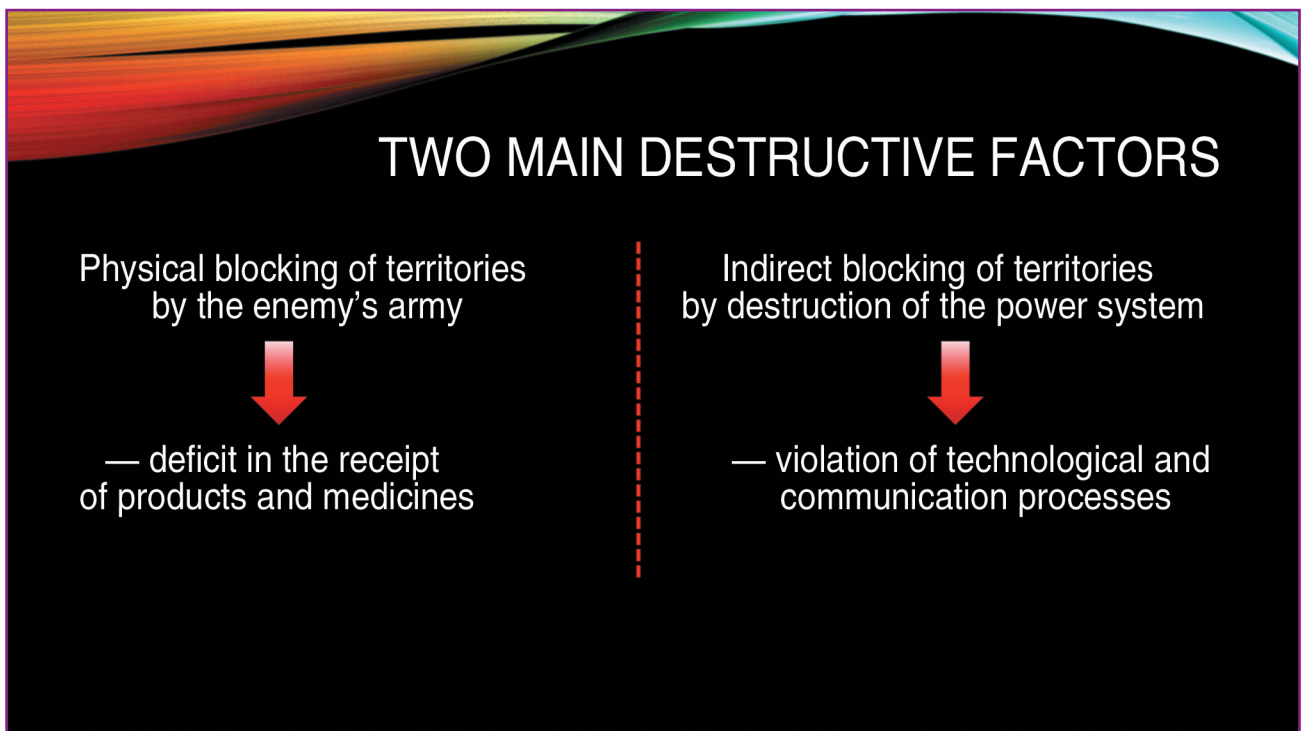 TWO MAIN DESTRUCTIVE FACTORS
Physical blocking of territories
by the enemy’s army
— deficit in the receipt
of products and medicines
Indirect blocking of territories
by destruction of the power system
— violation of technological and
communication processes